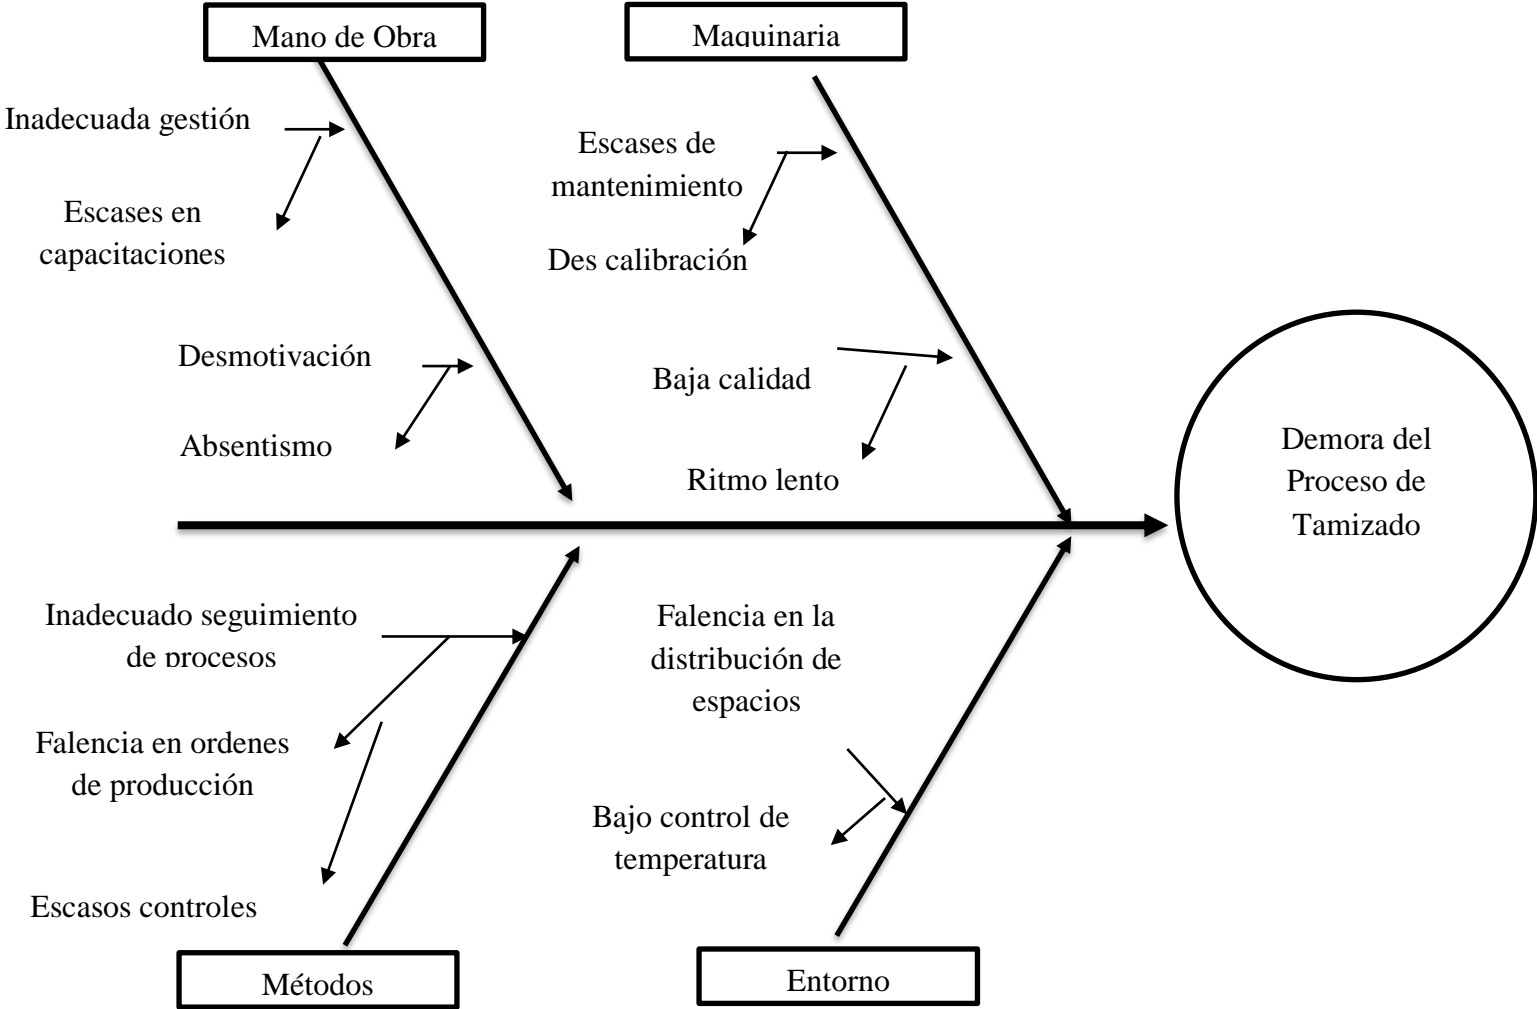 Mano de Obra
Maquinaria
Inadecuada gestión
Escases en
capacitaciones
Desmotivación
Absentismo
Escases de
mantenimiento
Des calibración
Baja calidad
Ritmo lento
Demora del
Proceso de
Tamizado
Inadecuado seguimiento
de procesos
Falencia en ordenes
de producción
Escasos controles
Falencia en la
distribución de
espacios
Bajo control de
temperatura
Métodos
Entorno